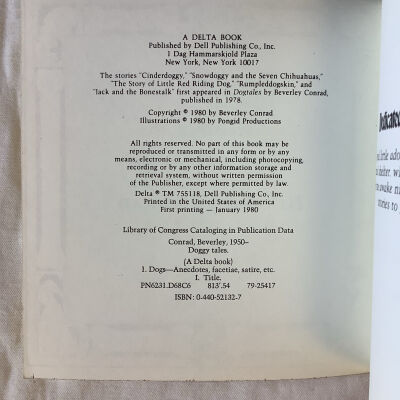 A DELTA BOOK
Published by Dell Publishing Co., Inc.
1 Dag Hammarskjold Plaza
New York, New York 10017
The stories "Cinderdoggy," "Snowdoggy and the Seven Chihuahuas,"
"The Story of Little Red Riding Dog," "Rumpleddogskin," and
"Jack and the Bonestalk" first appeared in Dogtales by Beverley Conrad,
published in 1978.
Copyright © 1980 by Beverley Conrad
Illustrations © 1980 by Pongid Productions
All rights reserved. No part of this book may be
reproduced or transmitted in any form or by any
means, electronic or mechanical, including photocopying,
recording or by any other information storage and
retrieval system, without written permission
of the Publisher, except where permitted by law.
Delta ® TM 755118, Dell Publishing Co., Inc.
Printed in the United States of America
First printing — January 1980
Library of Congress Cataloging in Publication Data
Conrad, Beverley, 1950–
Doggy tales.
(A Delta book)
1. Dogs—Anecdotes, facetiae, satire, etc.
I. Title.
PN6231.D68C6 813'.54 79-25417
ISBN: 0-440-52132-7
Dedicated
little
awake
to